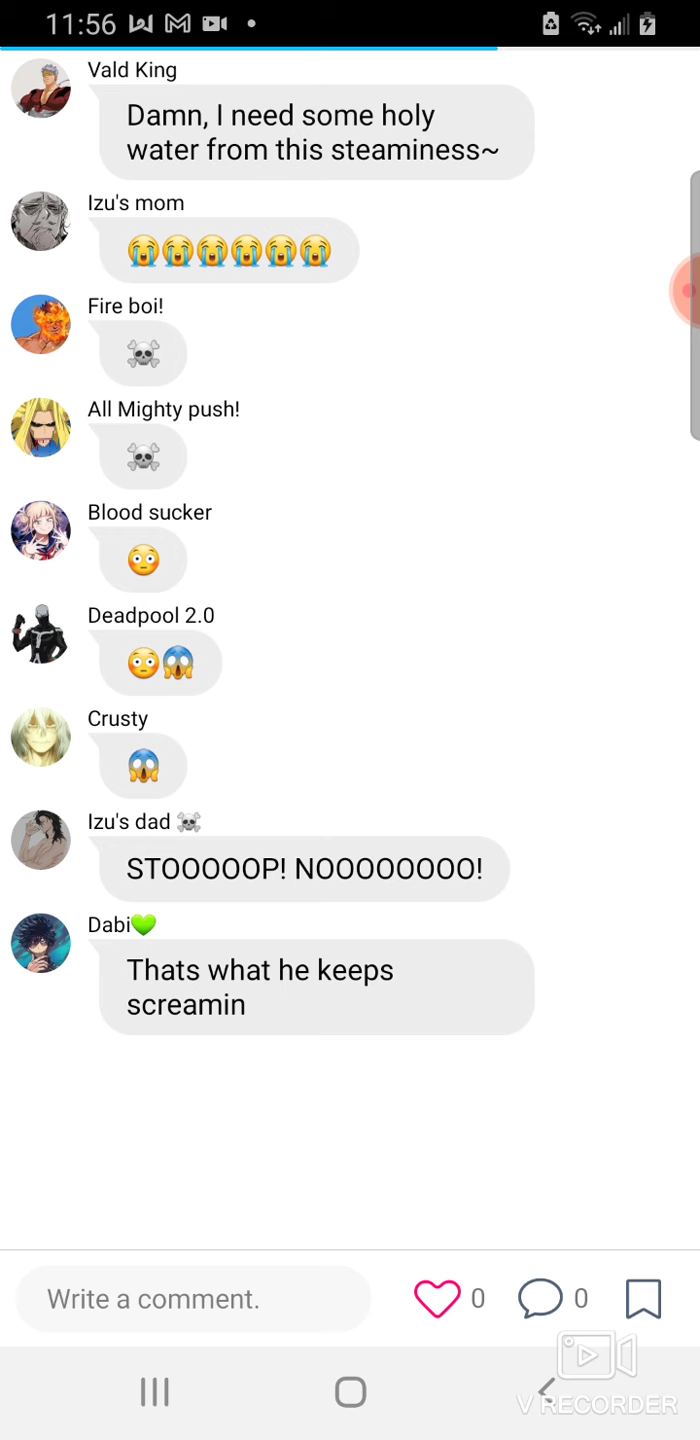 11:56
Vald King
Damn, I need some holy
water from this steaminess~
Izu's mom
😭😭😭😭😭😭
Fire boi!
☠️
All Mighty push!
☠️
Blood sucker
😳
Deadpool 2.0
😳😱
Crusty
😱
Izu's dad ☠️
STOOOOOP! NOOOOOOOO!
Dabi💚
Thats what he keeps
screamin
Write a comment.
0
0
V RECORDER